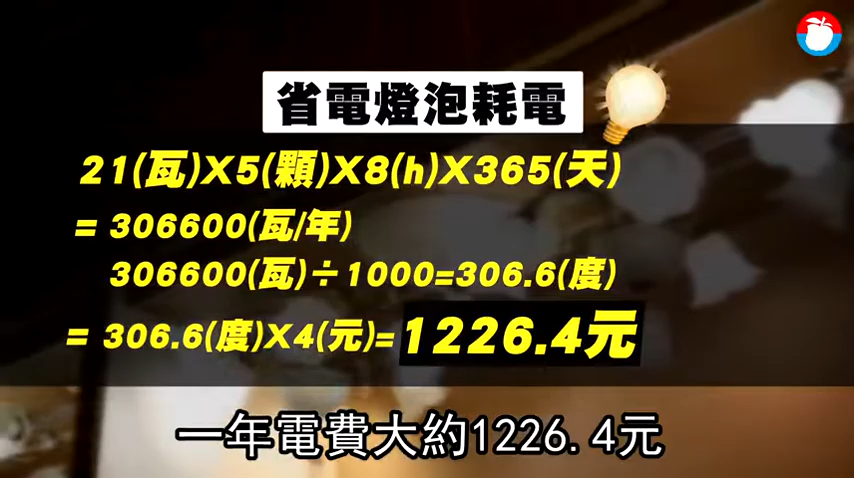 省電燈泡耗電
21(瓦)X5(顆)X8(h)X365(天)
= 306600(瓦/年)
306600(瓦)÷1000=306.6(度)
= 306.6(度)X4(元)=1226.4元
一年電費大約1226.4元